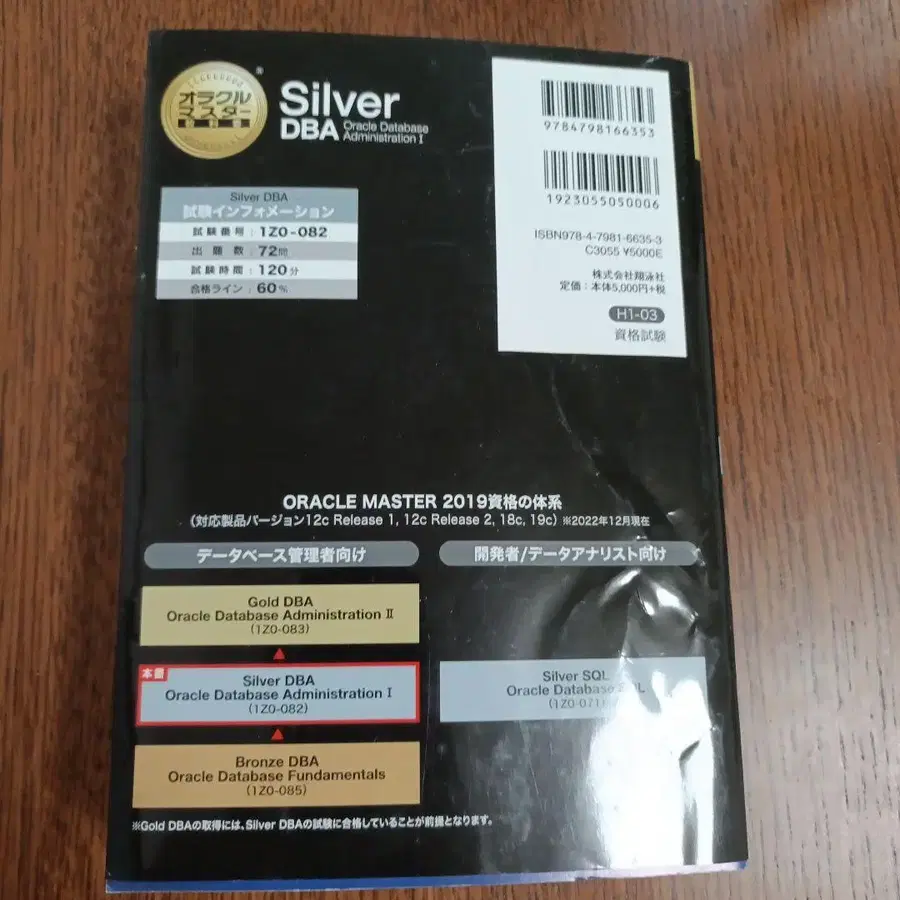 オラクル
マスター
教科書
®
Silver
DBA Oracle Database
Administration I
9784798166353
1923055050006
ISBN978-4-7981-6635-3
C3055 ¥5000E
株式会社翔泳社
定価：本体5,000円+税
H1-03
資格試験
Silver DBA
試験インフォメーション
試験番号：1Z0-082
出題数：72問
試験時間：120分
合格ライン：60%
ORACLE MASTER 2019資格の体系
（対応製品バージョン12c Release 1, 12c Release 2, 18c, 19c）※2022年12月現在
データベース管理者向け
開発者/データアナリスト向け
Gold DBA
Oracle Database Administration II
(1Z0-083)
本書
Silver DBA
Oracle Database Administration I
(1Z0-082)
Silver SQL
Oracle Database SQL
(1Z0-071)
Bronze DBA
Oracle Database Fundamentals
(1Z0-085)
※Gold DBAの取得には、Silver DBAの試験に合格していることが前提となります。